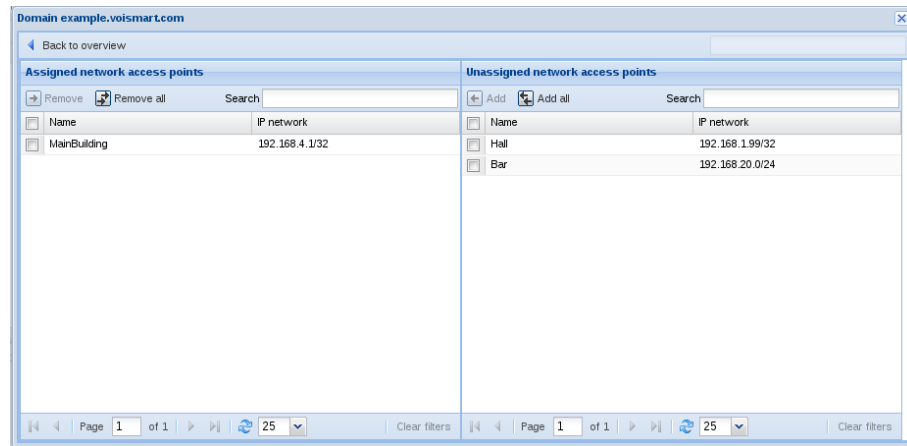 Domain example.voismart.com
Back to overview
Assigned network access points
Remove Remove all Search
Name IP network
MainBuilding 192.168.4.1/32
Page 1 of 1 25 Clear filters
Unassigned network access points
Add Add all Search
Name IP network
Hall 192.168.1.99/32
Bar 192.168.20.0/24
Page 1 of 1 25 Clear filters